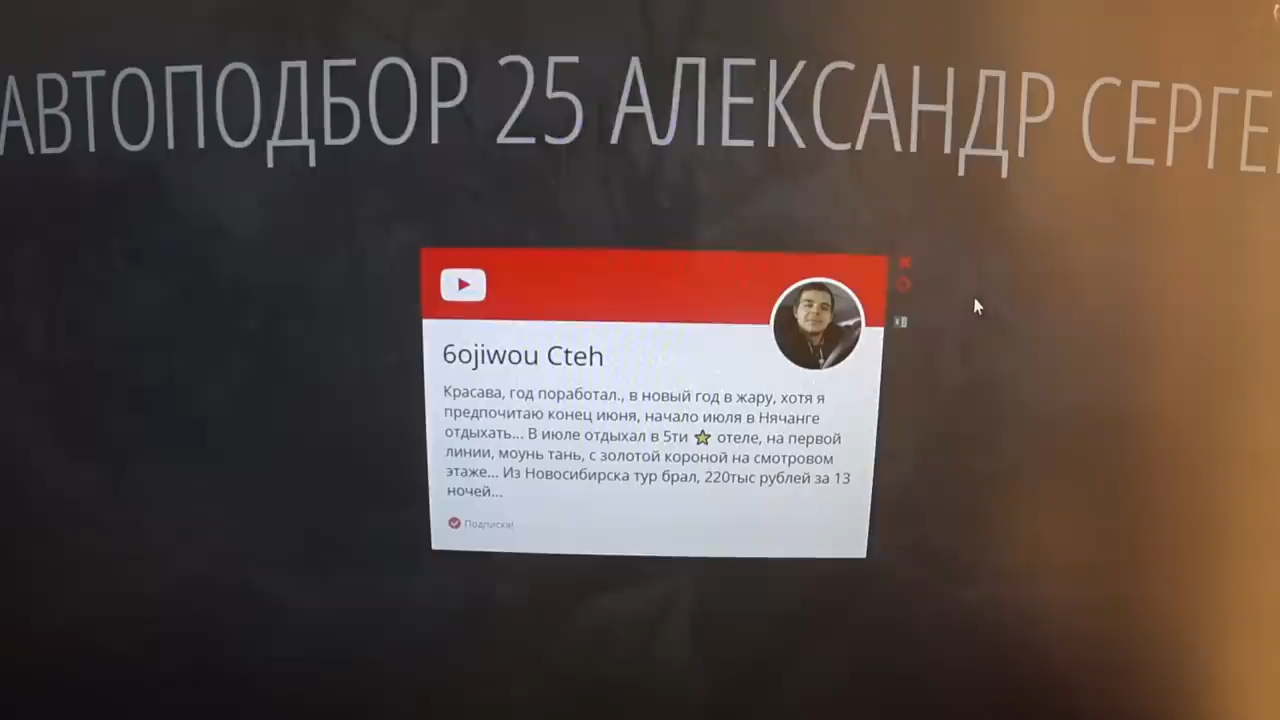 АВТОПОДБОР 25 АЛЕКСАНДР СЕРГЕ
6ojiwou Cteh
Красава, год поработал., в новый год в жару, хотя я
предпочитаю конец июня, начало июля в Нячанге
отдыхать... В июле отдыхал в 5ти ⭐ отеле, на первой
линии, моунь тань, с золотой короной на смотровом
этаже... Из Новосибирска тур брал, 220тыс рублей за 13
ночей...
Подписка!